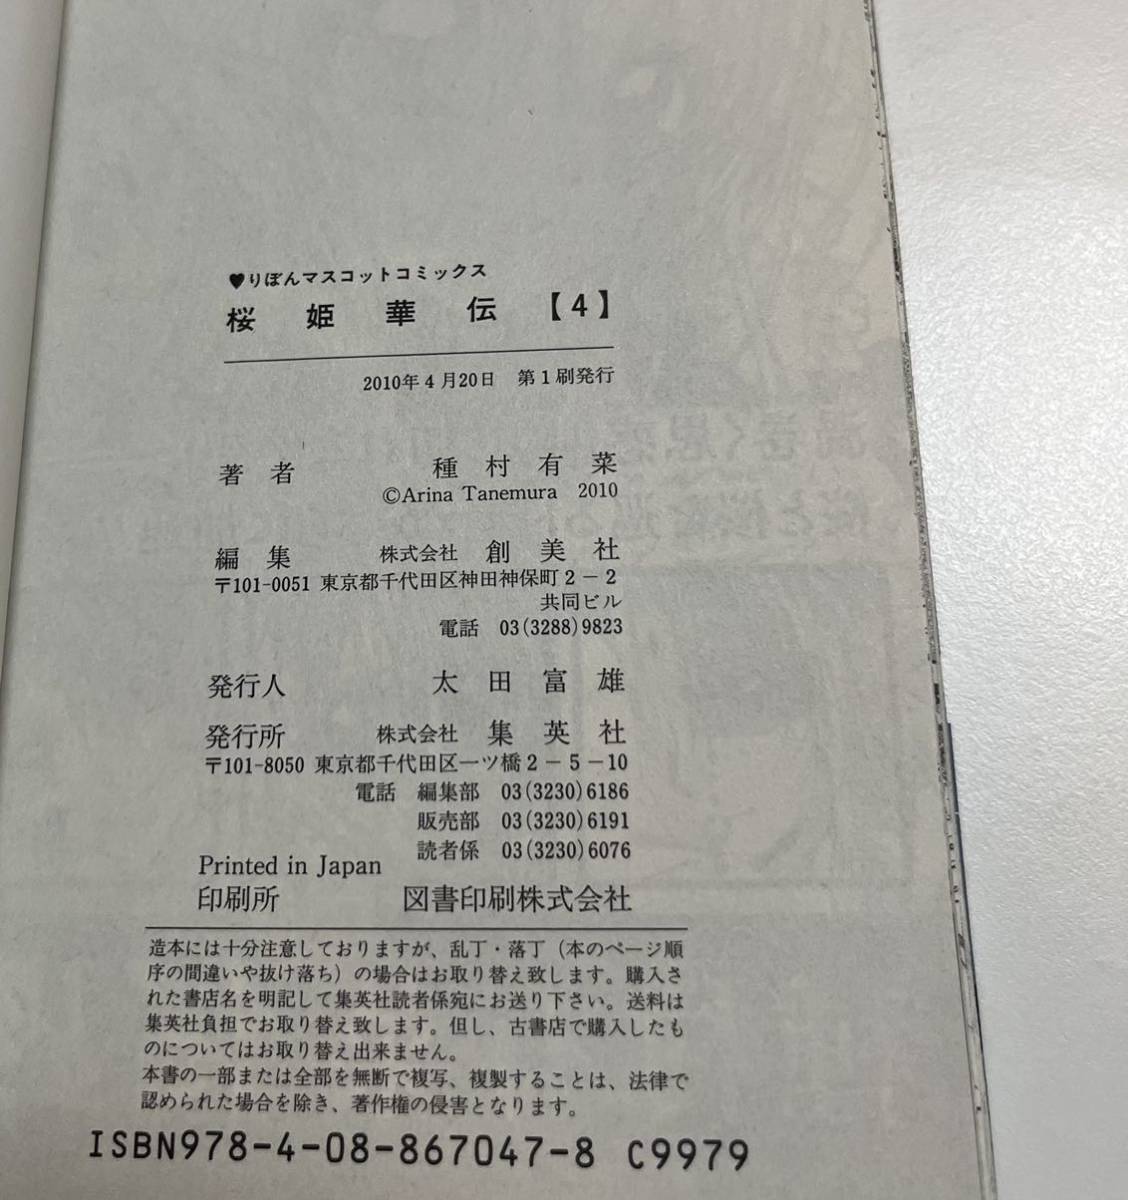 ♥りぼんマスコットコミックス
桜姫華伝【4】
2010年4月20日 第1刷発行
著者 種村有菜
©Arina Tanemura 2010
編集 株式会社 創美社
〒101-0051 東京都千代田区神田神保町2－2
共同ビル
電話 03(3288)9823
発行人 太田富雄
発行所 株式会社 集英社
〒101-8050 東京都千代田区一ツ橋2－5－10
電話 編集部 03(3230)6186
販売部 03(3230)6191
読者係 03(3230)6076
Printed in Japan
印刷所 図書印刷株式会社
造本には十分注意しておりますが、乱丁・落丁（本のページ順
序の間違いや抜け落ち）の場合はお取り替え致します。購入さ
れた書店名を明記して集英社読者係宛にお送り下さい。送料は
集英社負担でお取り替え致します。但し、古書店で購入したも
のについてはお取り替え出来ません。
本書の一部または全部を無断で複写、複製することは、法律で
認められた場合を除き、著作権の侵害となります。
ISBN978-4-08-867047-8 C9979